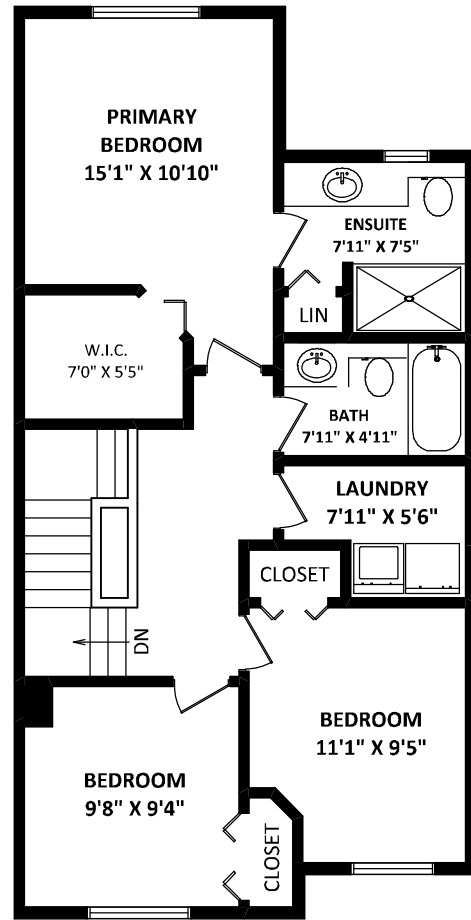 PRIMARY
BEDROOM
15'1" X 10'10"
ENSUITE
7'11" X 7'5"
LIN
W.I.C.
7'0" X 5'5"
BATH
7'11" X 4'11"
LAUNDRY
7'11" X 5'6"
CLOSET
DN
BEDROOM
11'1" X 9'5"
BEDROOM
9'8" X 9'4"
CLOSET